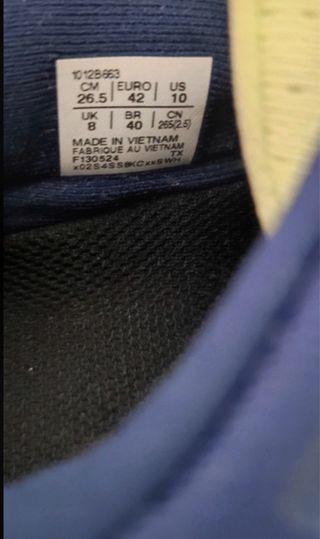 1012B663
CM EURO US
26.5 42 10
UK BR CN
8 40 265(2.5)
MADE IN VIETNAM
FABRIQUE AU VIETNAM
F130524 TX